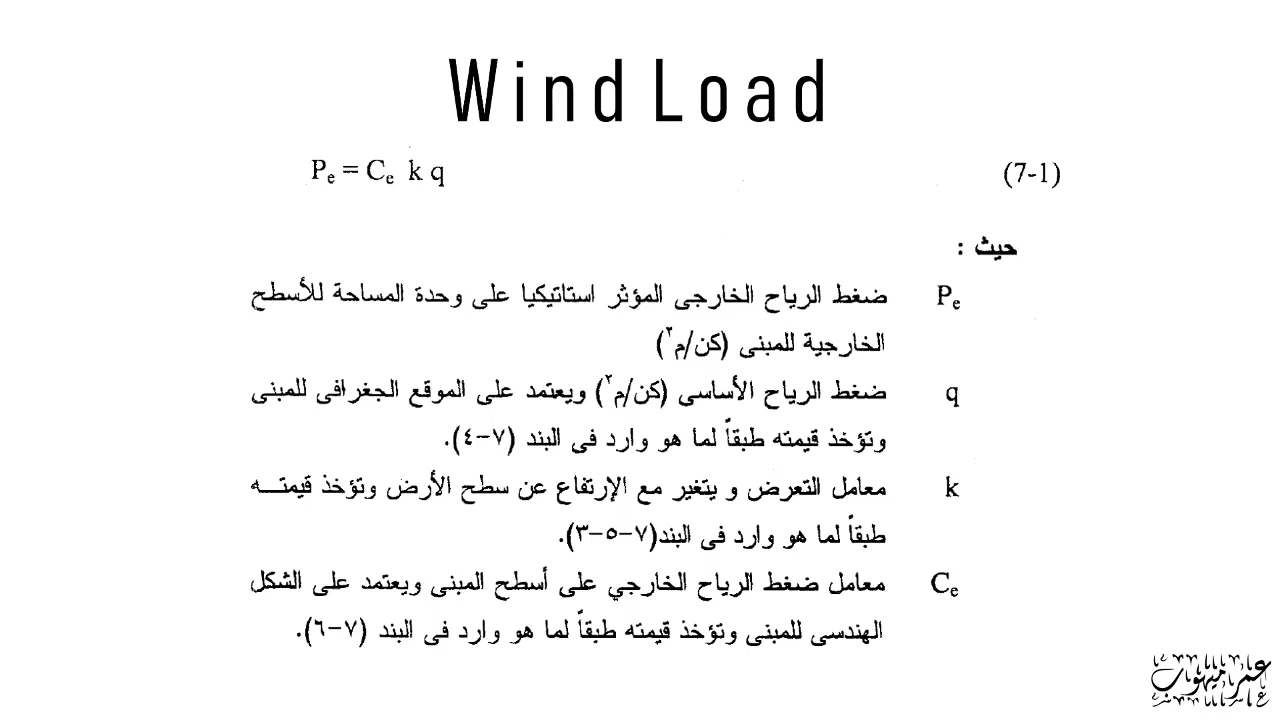 Wind Load
Pe = Ce k q (7-1)
حيث :
Pe ضغط الرياح الخارجى المؤثر استاتيكيا على وحدة المساحة للأسطح
الخارجية للمبنى (كن/م٢)
q ضغط الرياح الأساسى (كن/م٢) ويعتمد على الموقع الجغرافى للمبنى
وتؤخذ قيمته طبقاً لما هو وارد فى البند (٧-٤).
k معامل التعرض و يتغير مع الإرتفاع عن سطح الأرض وتؤخذ قيمتـــه
طبقاً لما هو وارد فى البند(٧-٥-٣).
Ce معامل ضغط الرياح الخارجي على أسطح المبنى ويعتمد على الشكل
الهندسى للمبنى وتؤخذ قيمته طبقاً لما هو وارد فى البند (٧-٦).
عمر ميهوب